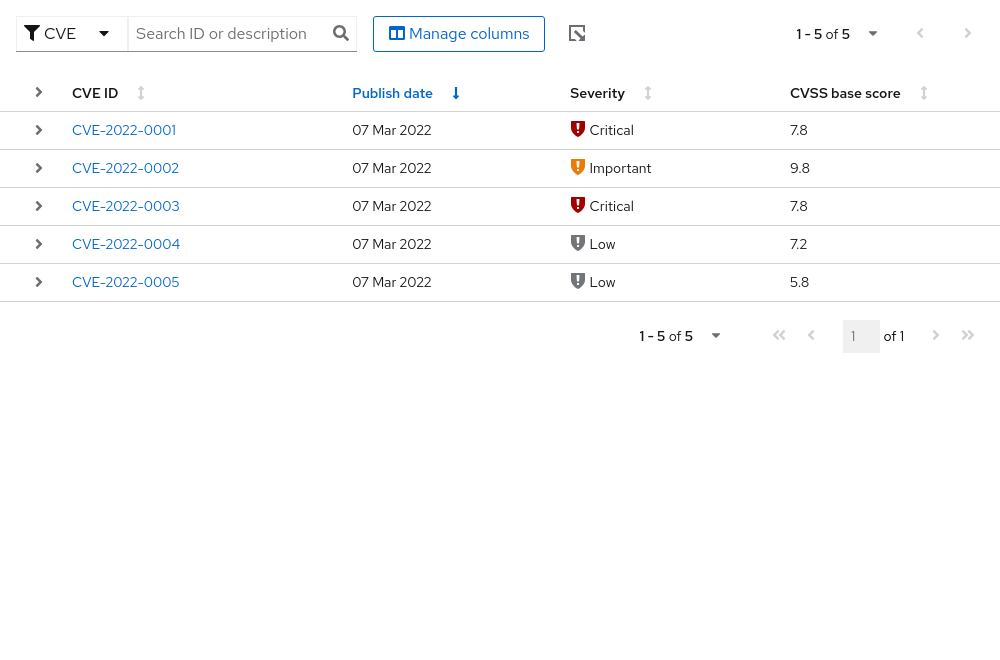 CVE Search ID or description Manage columns 1 - 5 of 5
CVE ID Publish date Severity CVSS base score
CVE-2022-0001 07 Mar 2022 Critical 7.8
CVE-2022-0002 07 Mar 2022 Important 9.8
CVE-2022-0003 07 Mar 2022 Critical 7.8
CVE-2022-0004 07 Mar 2022 Low 7.2
CVE-2022-0005 07 Mar 2022 Low 5.8
1 - 5 of 5 1 of 1